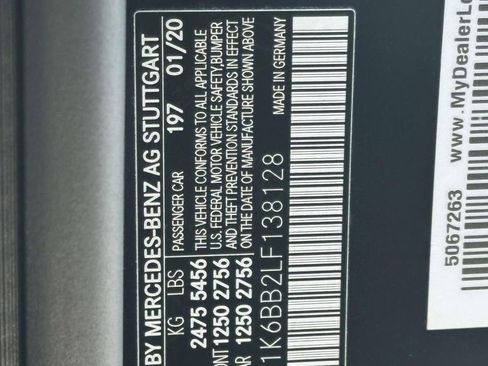 BY MERCEDES-BENZ AG STUTTGART
197 01/20
KG LBS PASSENGER CAR
2475 5456 THIS VEHICLE CONFORMS TO ALL APPLICABLE
U.S. FEDERAL MOTOR VEHICLE SAFETY, BUMPER
ONT 1250 2756 AND THEFT PREVENTION STANDARDS IN EFFECT
AR 1250 2756 ON THE DATE OF MANUFACTURE SHOWN ABOVE
1K6BB2LF138128
MADE IN GERMANY
5067263
www.MyDealerLo